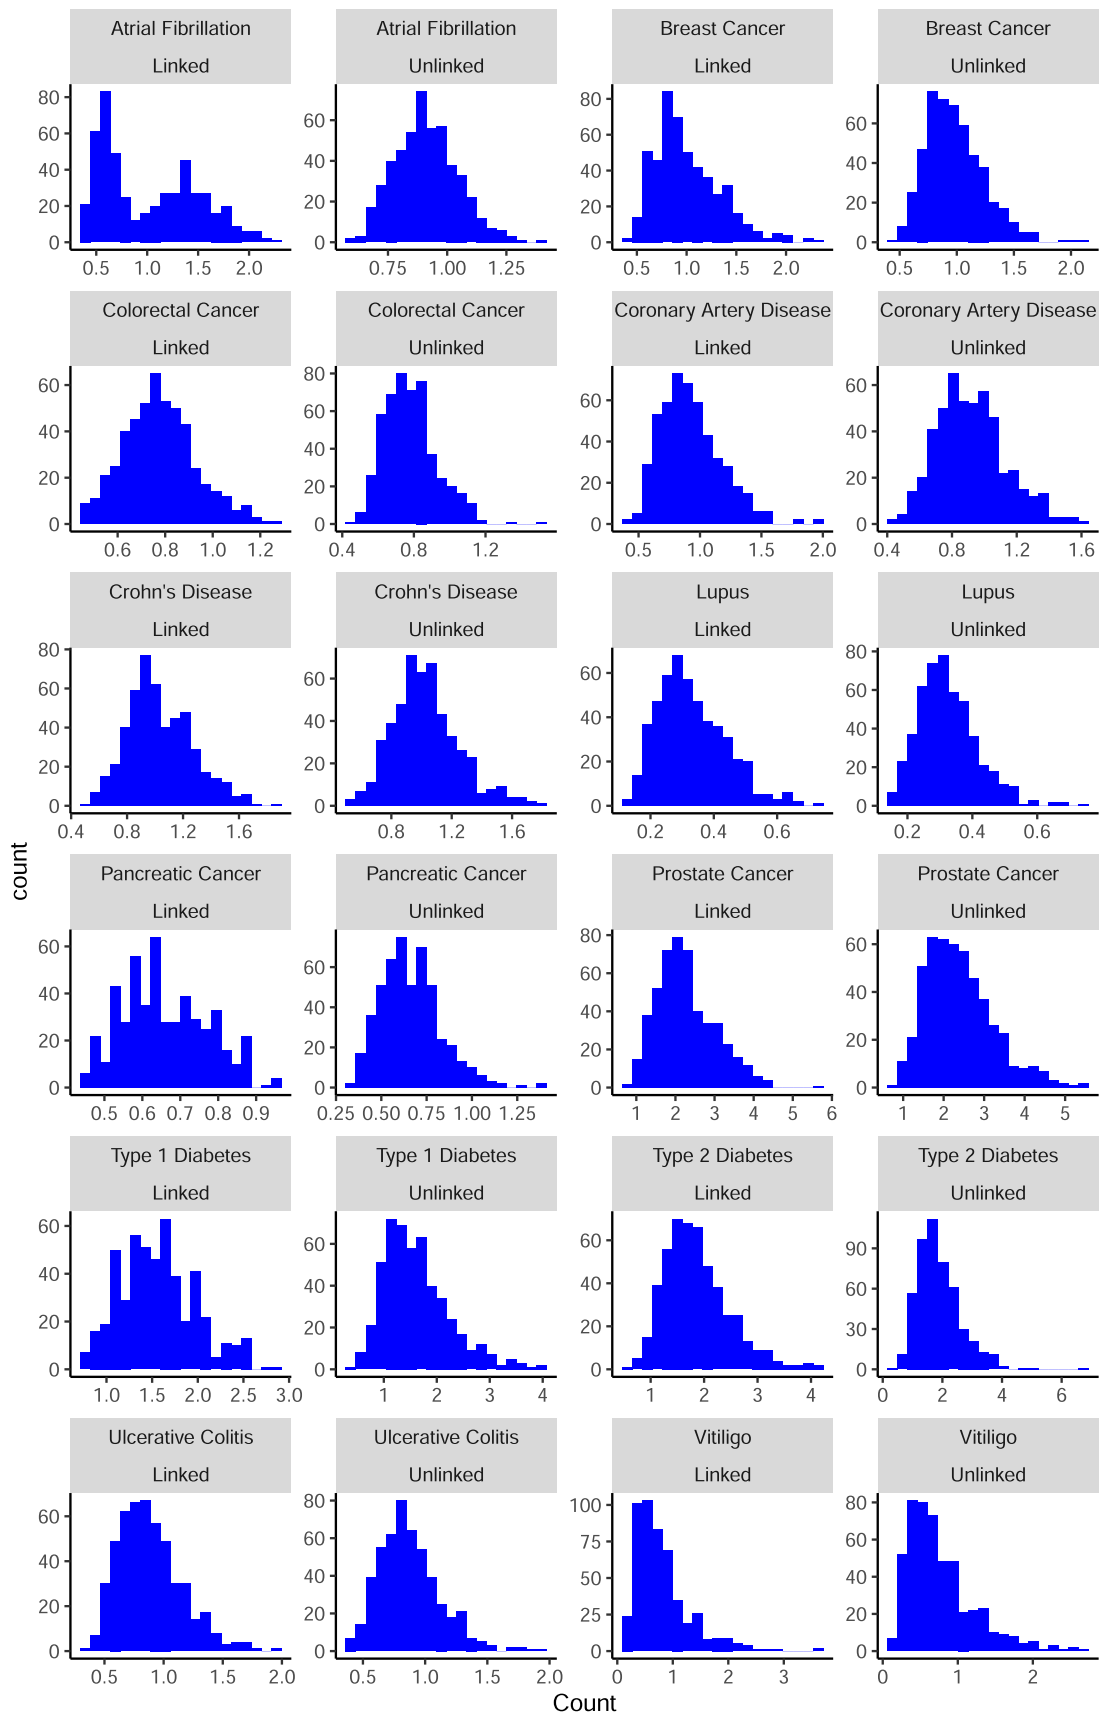 Atrial Fibrillation Atrial Fibrillation Breast Cancer Breast Cancer
Linked Unlinked Linked Unlinked
80
60
40
20
0
0.5 1.0 1.5 2.0
60
40
20
0
0.75 1.00 1.25
80
60
40
20
0
0.5 1.0 1.5 2.0
60
40
20
0
0.5 1.0 1.5 2.0
Colorectal Cancer Colorectal Cancer Coronary Artery Disease Coronary Artery Disease
Linked Unlinked Linked Unlinked
60
40
20
0
0.6 0.8 1.0 1.2
80
60
40
20
0
0.4 0.8 1.2
60
40
20
0
0.5 1.0 1.5 2.0
60
40
20
0
0.4 0.8 1.2 1.6
Crohn's Disease Crohn's Disease Lupus Lupus
Linked Unlinked Linked Unlinked
80
60
40
20
0
0.4 0.8 1.2 1.6
60
40
20
0
0.8 1.2 1.6
60
40
20
0
0.2 0.4 0.6
80
60
40
20
0
0.2 0.4 0.6
count
Pancreatic Cancer Pancreatic Cancer Prostate Cancer Prostate Cancer
Linked Unlinked Linked Unlinked
60
40
20
0
0.5 0.6 0.7 0.8 0.9
60
40
20
0
0.25 0.50 0.75 1.00 1.25
80
60
40
20
0
1 2 3 4 5 6
60
40
20
0
1 2 3 4 5
Type 1 Diabetes Type 1 Diabetes Type 2 Diabetes Type 2 Diabetes
Linked Unlinked Linked Unlinked
60
40
20
0
1.0 1.5 2.0 2.5 3.0
60
40
20
0
1 2 3 4
60
40
20
0
1 2 3 4
90
60
30
0
0 2 4 6
Ulcerative Colitis Ulcerative Colitis Vitiligo Vitiligo
Linked Unlinked Linked Unlinked
60
40
20
0
0.5 1.0 1.5 2.0
80
60
40
20
0
0.5 1.0 1.5 2.0
100
75
50
25
0
0 1 2 3
80
60
40
20
0
0 1 2
Count